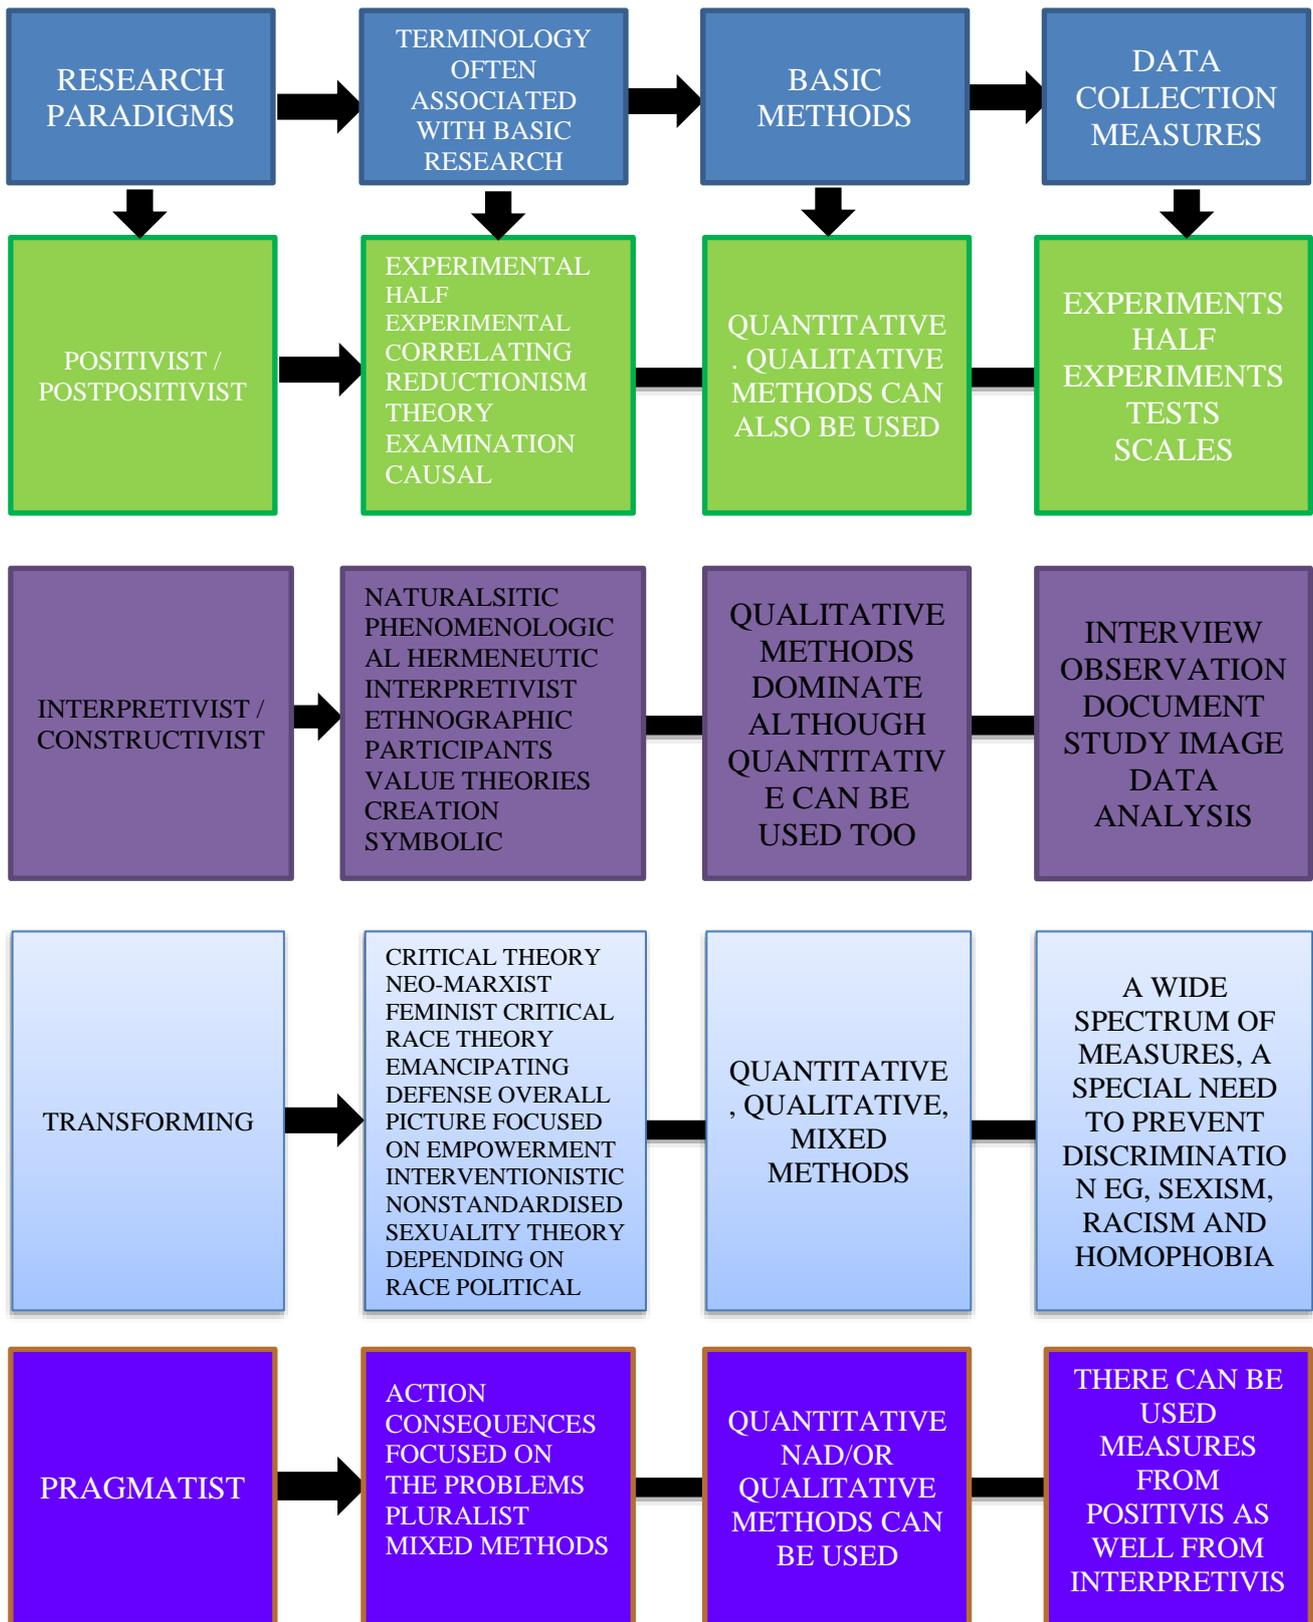 RESEARCH
PARADIGMS
TERMINOLOGY
OFTEN
ASSOCIATED
WITH BASIC
RESEARCH
BASIC
METHODS
DATA
COLLECTION
MEASURES
POSITIVIST /
POSTPOSITIVIST
EXPERIMENTAL
HALF
EXPERIMENTAL
CORRELATING
REDUCTIONISM
THEORY
EXAMINATION
CAUSAL
QUANTITATIVE
. QUALITATIVE
METHODS CAN
ALSO BE USED
EXPERIMENTS
HALF
EXPERIMENTS
TESTS
SCALES
INTERPRETIVIST /
CONSTRUCTIVIST
NATURALSITIC
PHENOMENOLOGIC
AL HERMENEUTIC
INTERPRETIVIST
ETHNOGRAPHIC
PARTICIPANTS
VALUE THEORIES
CREATION
SYMBOLIC
QUALITATIVE
METHODS
DOMINATE
ALTHOUGH
QUANTITATIV
E CAN BE
USED TOO
INTERVIEW
OBSERVATION
DOCUMENT
STUDY IMAGE
DATA
ANALYSIS
TRANSFORMING
CRITICAL THEORY
NEO-MARXIST
FEMINIST CRITICAL
RACE THEORY
EMANCIPATING
DEFENSE OVERALL
PICTURE FOCUSED
ON EMPOWERMENT
INTERVENTIONISTIC
NONSTANDARDISED
SEXUALITY THEORY
DEPENDING ON
RACE POLITICAL
QUANTITATIVE
, QUALITATIVE,
MIXED
METHODS
A WIDE
SPECTRUM OF
MEASURES, A
SPECIAL NEED
TO PREVENT
DISCRIMINATIO
N EG, SEXISM,
RACISM AND
HOMOPHOBIA
PRAGMATIST
ACTION
CONSEQUENCES
FOCUSED ON
THE PROBLEMS
PLURALIST
MIXED METHODS
QUANTITATIVE
NAD/OR
QUALITATIVE
METHODS CAN
BE USED
THERE CAN BE
USED
MEASURES
FROM
POSITIVIS AS
WELL FROM
INTERPRETIVIS